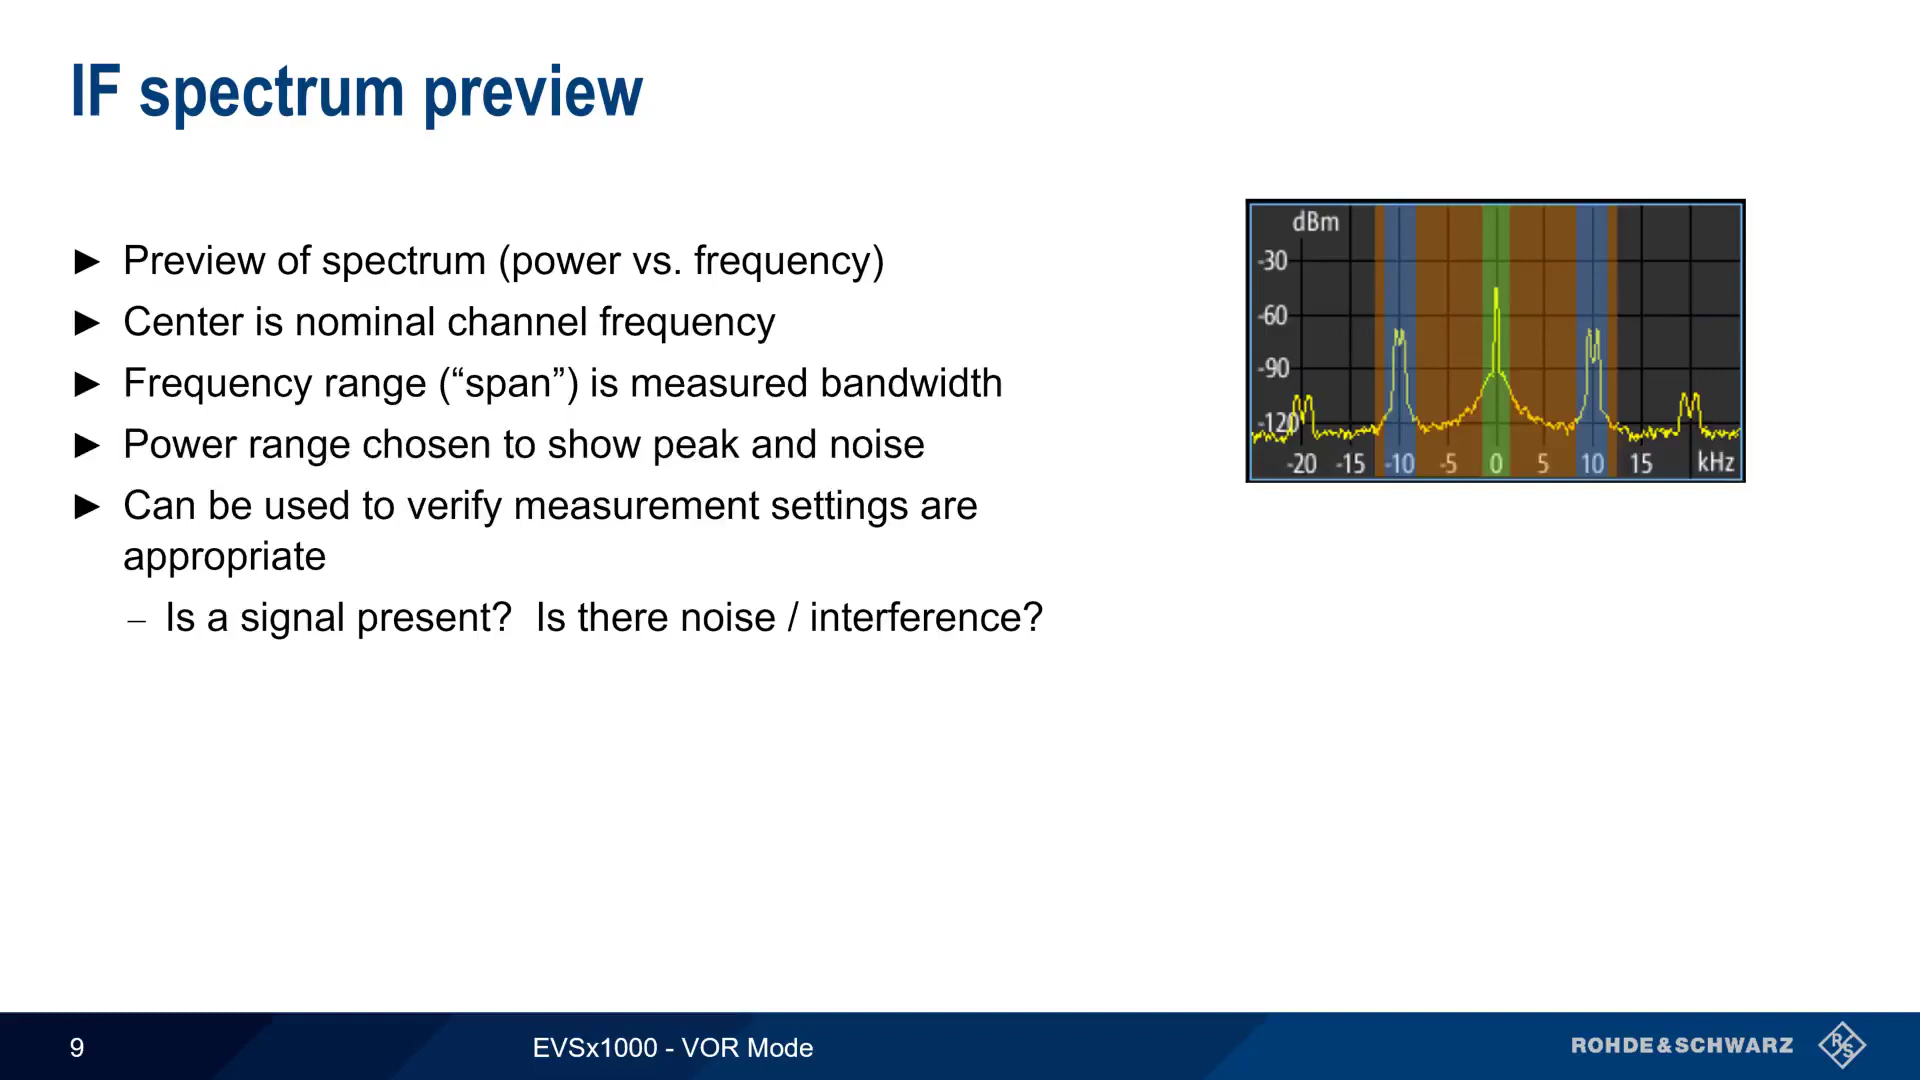 IF spectrum preview
► Preview of spectrum (power vs. frequency)
► Center is nominal channel frequency
► Frequency range (“span”) is measured bandwidth
► Power range chosen to show peak and noise
► Can be used to verify measurement settings are
appropriate
– Is a signal present?  Is there noise / interference?
dBm
-30
-60
-90
-120
-20 -15 -10 -5 0 5 10 15 kHz
9
EVSx1000 - VOR Mode
ROHDE&SCHWARZ
R S